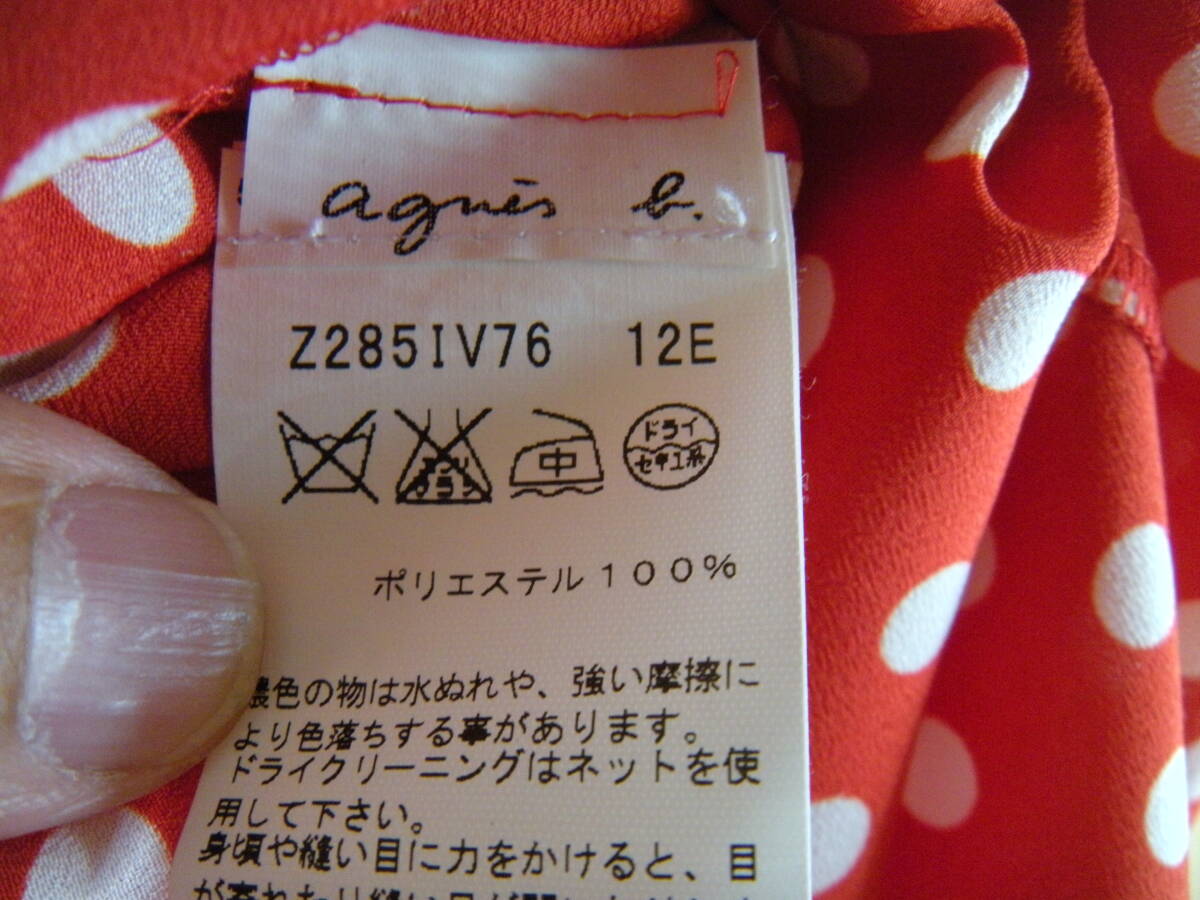 agnès b.
Z285IV76 12E
中
ドライ
セキユ系
ポリエステル１００％
濃色の物は水ぬれや、強い摩擦に
より色落ちする事があります。
ドライクリーニングはネットを使
用して下さい。
身頃や縫い目に力をかけると、目